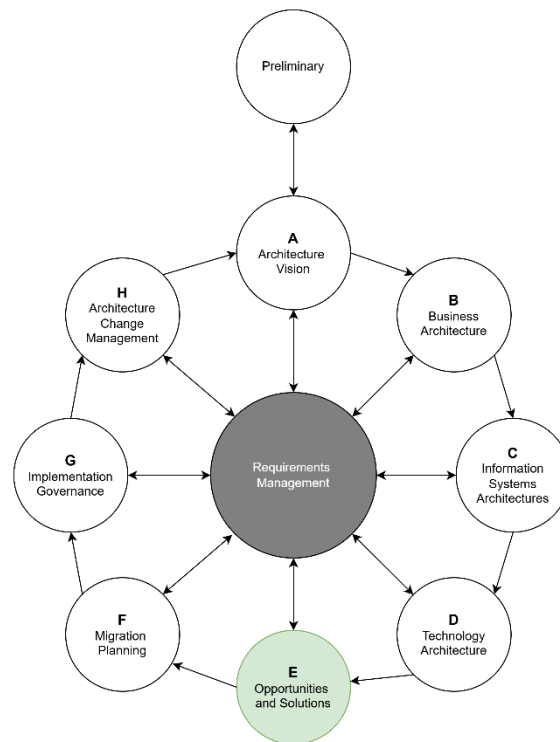 Preliminary
A
Architecture
Vision
B
Business
Architecture
C
Information
Systems
Architectures
D
Technology
Architecture
E
Opportunities
and Solutions
F
Migration
Planning
G
Implementation
Governance
H
Architecture
Change
Management
Requirements
Management